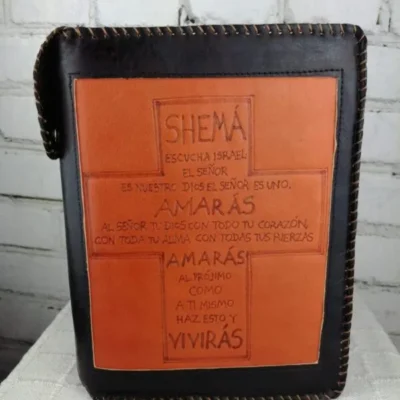 SHEMÁ
ESCUCHA ISRAEL
EL SEÑOR
ES NUESTRO DIOS EL SEÑOR ES UNO.
AMARÁS
AL SEÑOR TU DIOS CON TODO TU CORAZÓN,
CON TODA TU ALMA CON TODAS TUS FUERZAS
AMARÁS
AL PRÓJIMO
COMO
A TI MISMO
HAZ ESTO Y
VIVIRÁS